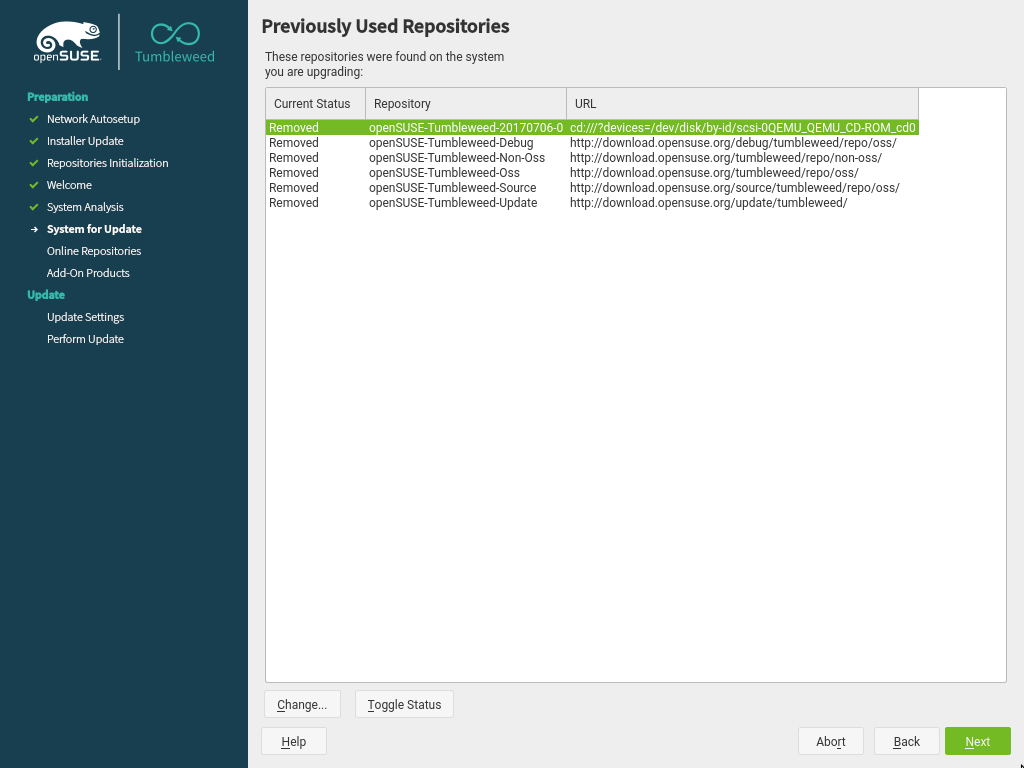 openSUSE
Tumbleweed
Preparation
Network Autosetup
Installer Update
Repositories Initialization
Welcome
System Analysis
System for Update
Online Repositories
Add-On Products
Update
Update Settings
Perform Update
Previously Used Repositories
These repositories were found on the system
you are upgrading:
Current Status Repository URL
Removed openSUSE-Tumbleweed-20170706-0 cd:///?devices=/dev/disk/by-id/scsi-0QEMU_QEMU_CD-ROM_cd0
Removed openSUSE-Tumbleweed-Debug http://download.opensuse.org/debug/tumbleweed/repo/oss/
Removed openSUSE-Tumbleweed-Non-Oss http://download.opensuse.org/tumbleweed/repo/non-oss/
Removed openSUSE-Tumbleweed-Oss http://download.opensuse.org/tumbleweed/repo/oss/
Removed openSUSE-Tumbleweed-Source http://download.opensuse.org/source/tumbleweed/repo/oss/
Removed openSUSE-Tumbleweed-Update http://download.opensuse.org/update/tumbleweed/
Change... Toggle Status
Help Abort Back Next